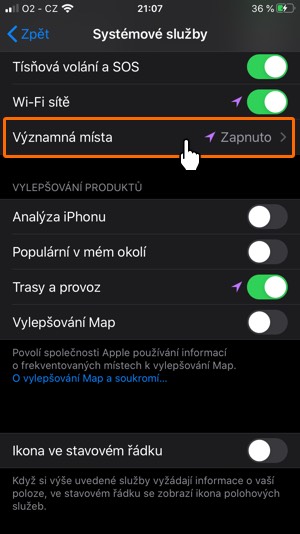 O2 - CZ 21:07 36 %
Zpět Systémové služby
Tísňová volání a SOS
Wi-Fi sítě
Významná místa Zapnuto
VYLEPŠOVÁNÍ PRODUKTŮ
Analýza iPhonu
Populární v mém okolí
Trasy a provoz
Vylepšování Map
Povolí společnosti Apple používání informací
o frekventovaných místech k vylepšování Map.
O vylepšování Map a soukromí...
Ikona ve stavovém řádku
Když si výše uvedené služby vyžádají informace o vaší
poloze, ve stavovém řádku se zobrazí ikona polohových
služeb.